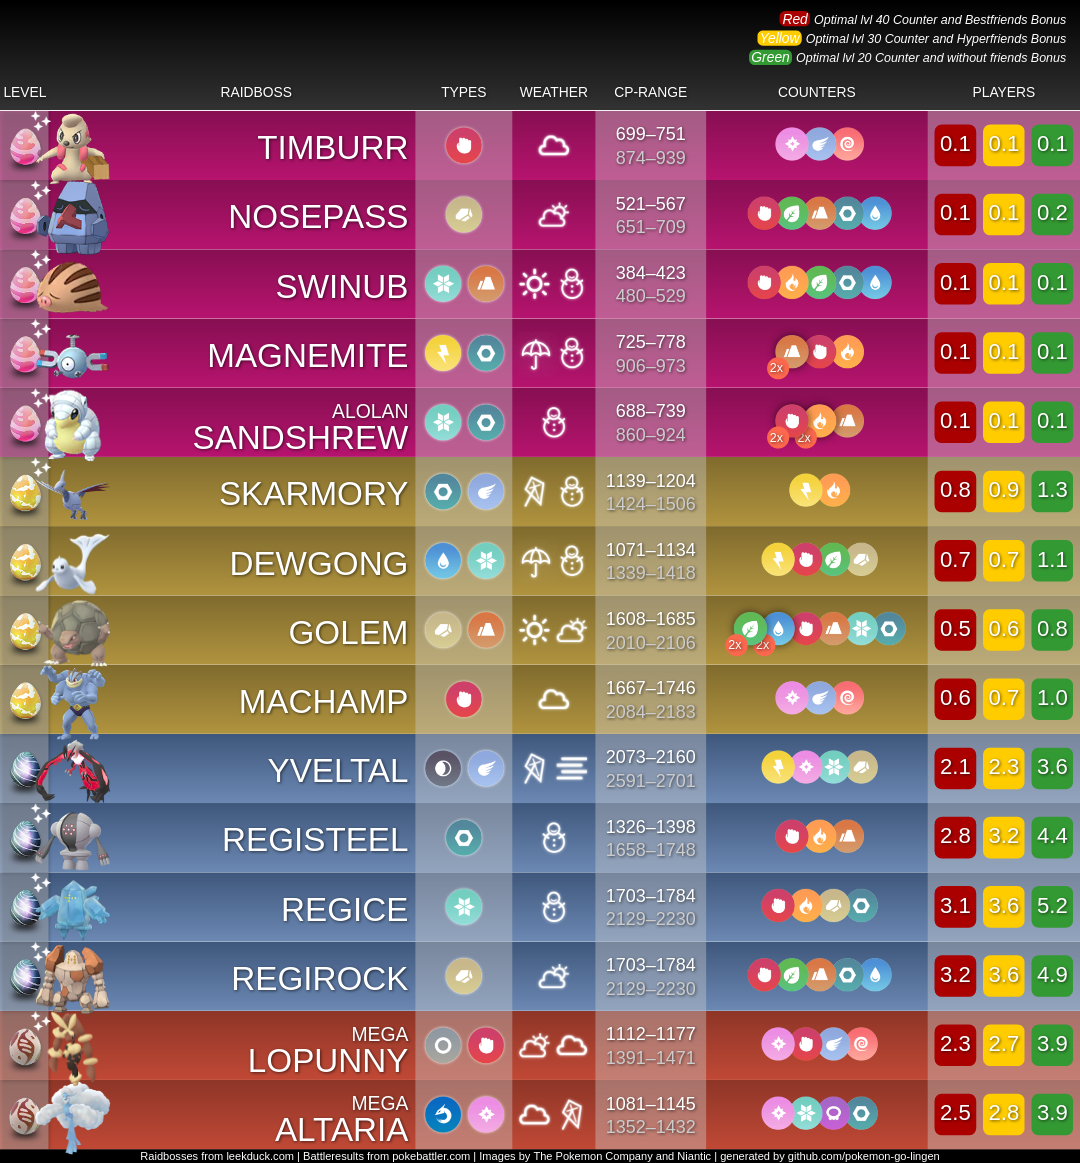 Red Optimal lvl 40 Counter and Bestfriends Bonus
Yellow Optimal lvl 30 Counter and Hyperfriends Bonus
Green Optimal lvl 20 Counter and without friends Bonus
LEVEL RAIDBOSS TYPES WEATHER CP-RANGE COUNTERS PLAYERS
TIMBURR 699–751 0.1 0.1 0.1
874–939
NOSEPASS 521–567 0.1 0.1 0.2
651–709
SWINUB 384–423 0.1 0.1 0.1
480–529
MAGNEMITE 725–778 0.1 0.1 0.1
906–973 2x
ALOLAN
SANDSHREW 688–739 0.1 0.1 0.1
860–924 2x 2x
SKARMORY 1139–1204 0.8 0.9 1.3
1424–1506
DEWGONG 1071–1134 0.7 0.7 1.1
1339–1418
GOLEM 1608–1685 0.5 0.6 0.8
2010–2106 2x 2x
MACHAMP 1667–1746 0.6 0.7 1.0
2084–2183
YVELTAL 2073–2160 2.1 2.3 3.6
2591–2701
REGISTEEL 1326–1398 2.8 3.2 4.4
1658–1748
REGICE 1703–1784 3.1 3.6 5.2
2129–2230
REGIROCK 1703–1784 3.2 3.6 4.9
2129–2230
MEGA
LOPUNNY 1112–1177 2.3 2.7 3.9
1391–1471
MEGA
ALTARIA 1081–1145 2.5 2.8 3.9
1352–1432
Raidbosses from leekduck.com | Battleresults from pokebattler.com | Images by The Pokemon Company and Niantic | generated by github.com/pokemon-go-lingen